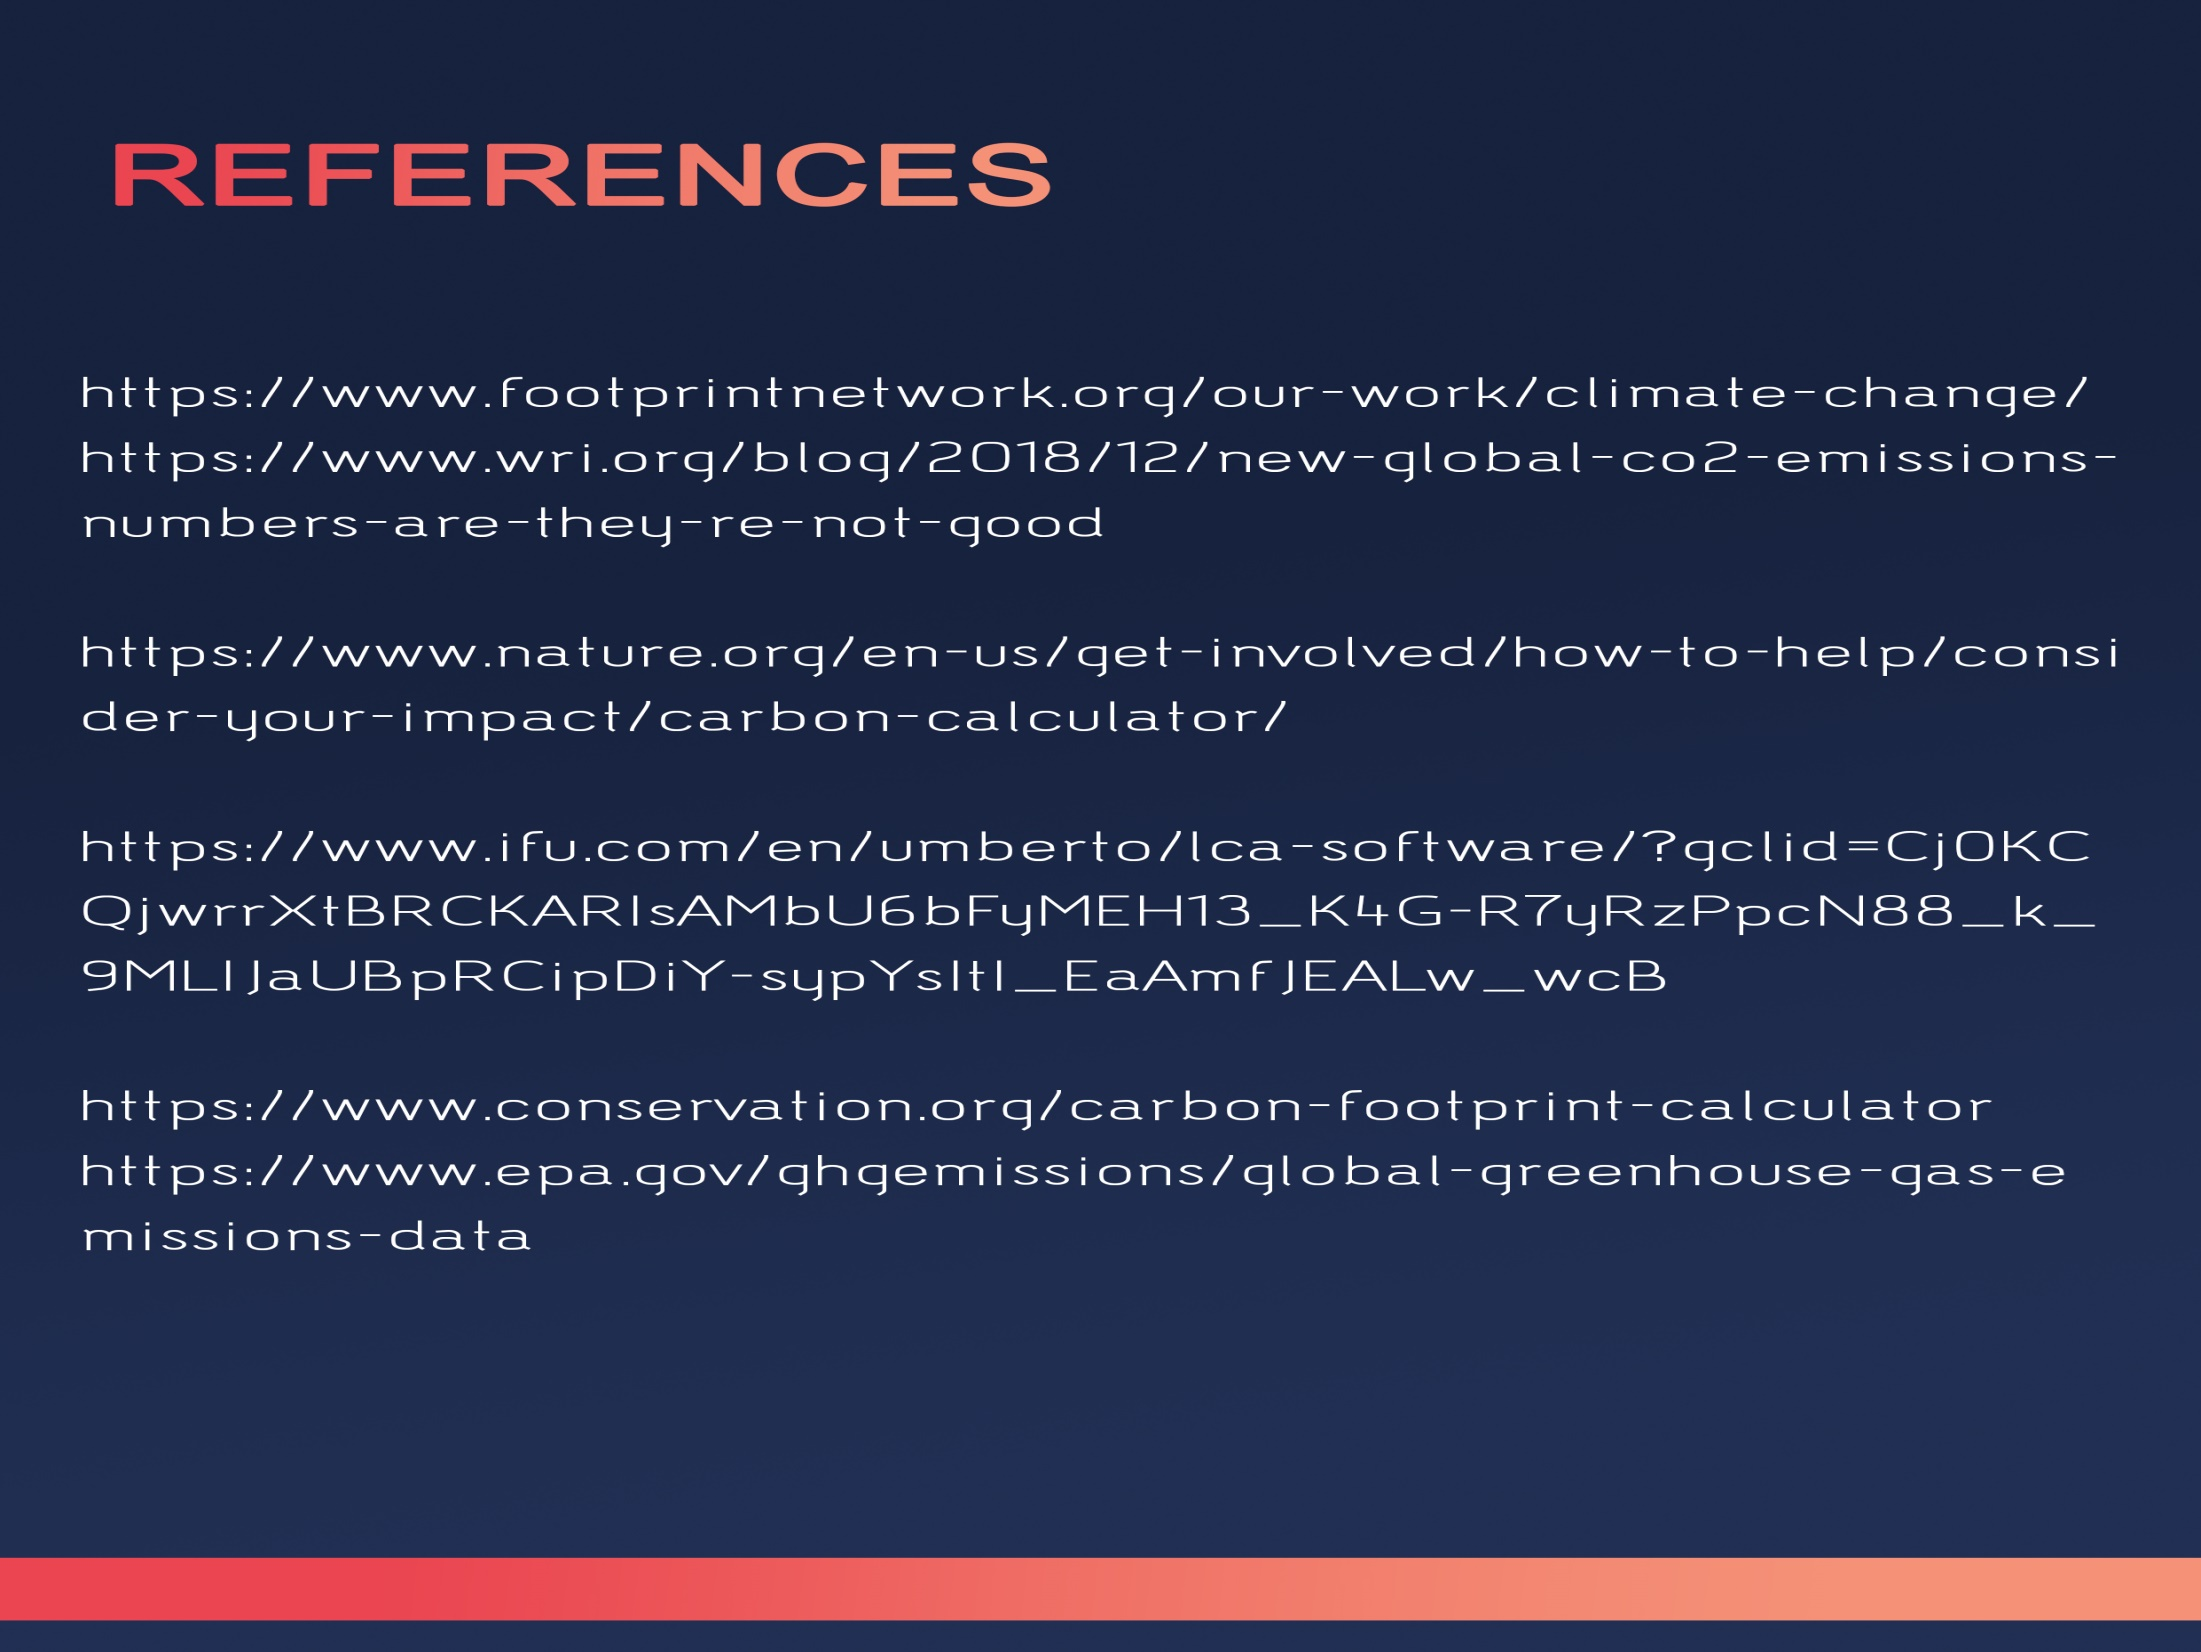 REFERENCES
https://www.footprintnetwork.org/our-work/climate-change/
https://www.wri.org/blog/2018/12/new-global-co2-emissions-
numbers-are-they-re-not-good
https://www.nature.org/en-us/get-involved/how-to-help/consi
der-your-impact/carbon-calculator/
https://www.ifu.com/en/umberto/lca-software/?gclid=Cj0KC
QjwrrXtBRCKARIsAMbU6bFyMEH13_K4G-R7yRzPpcN88_k_
9MLIJaUBpRCipDiY-sypYsItI_EaAmfJEALw_wcB
https://www.conservation.org/carbon-footprint-calculator
https://www.epa.gov/ghgemissions/global-greenhouse-gas-e
missions-data